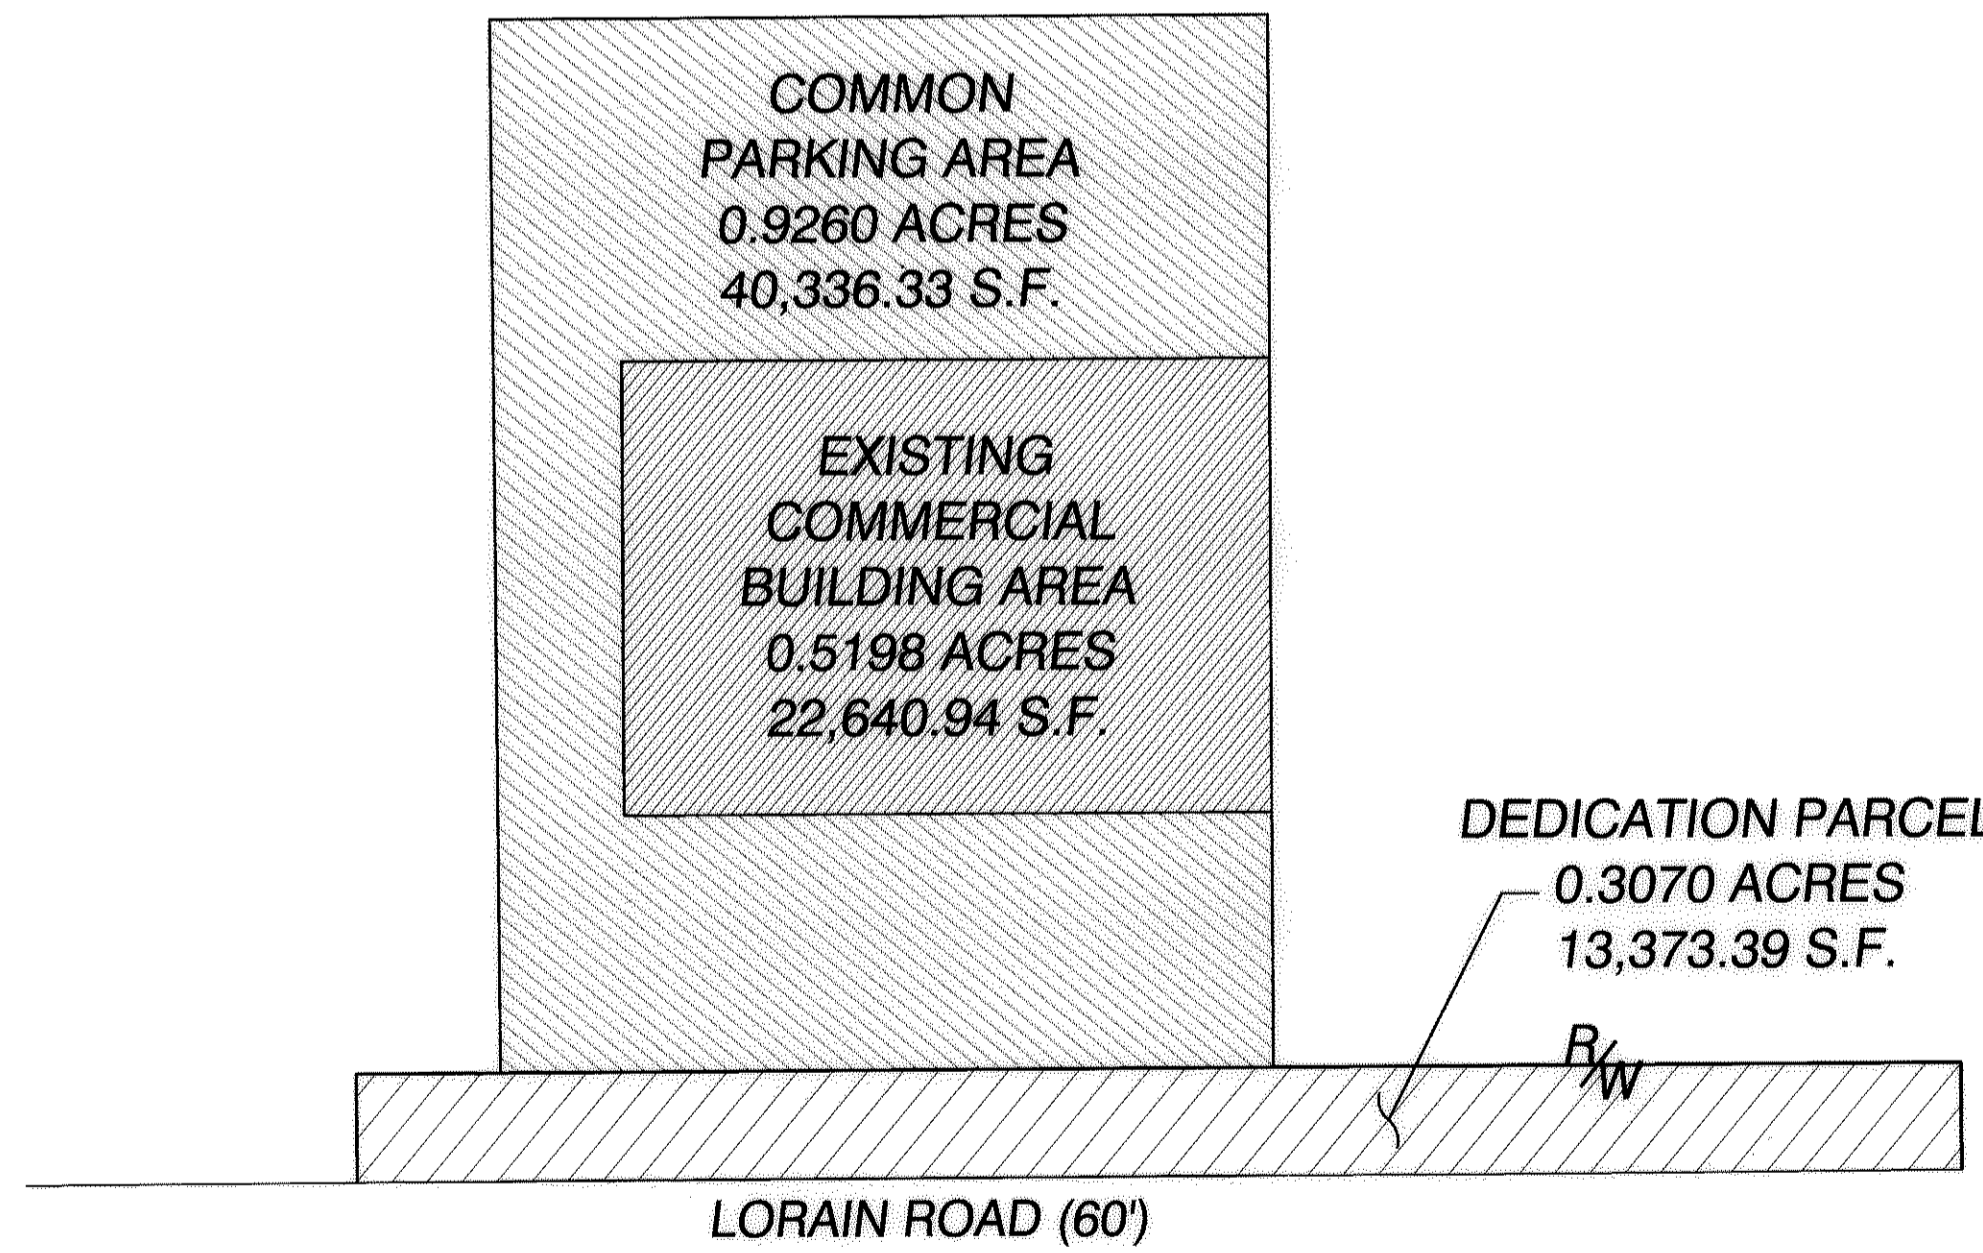 COMMON
PARKING AREA
0.9260 ACRES
40,336.33 S.F.
EXISTING
COMMERCIAL
BUILDING AREA
0.5198 ACRES
22,640.94 S.F.
DEDICATION PARCEL
0.3070 ACRES
13,373.39 S.F.
R/W
LORAIN ROAD (60')